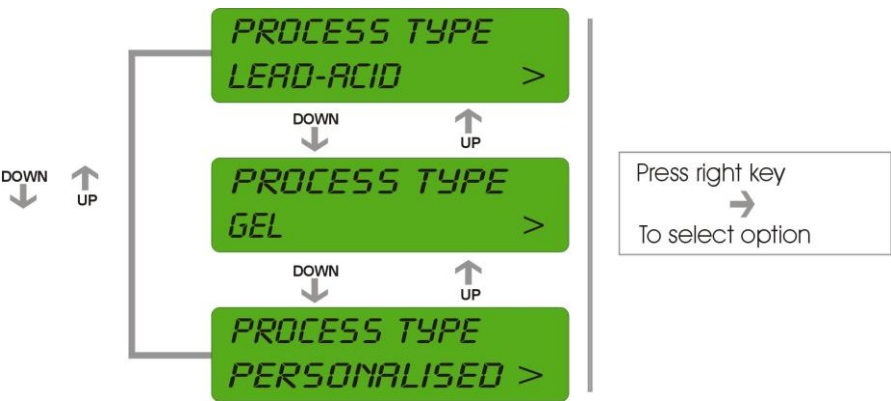 PROCESS TYPE
LEAD-ACID >
DOWN
UP
DOWN
UP
PROCESS TYPE
GEL >
Press right key
To select option
DOWN
UP
PROCESS TYPE
PERSONALISED >